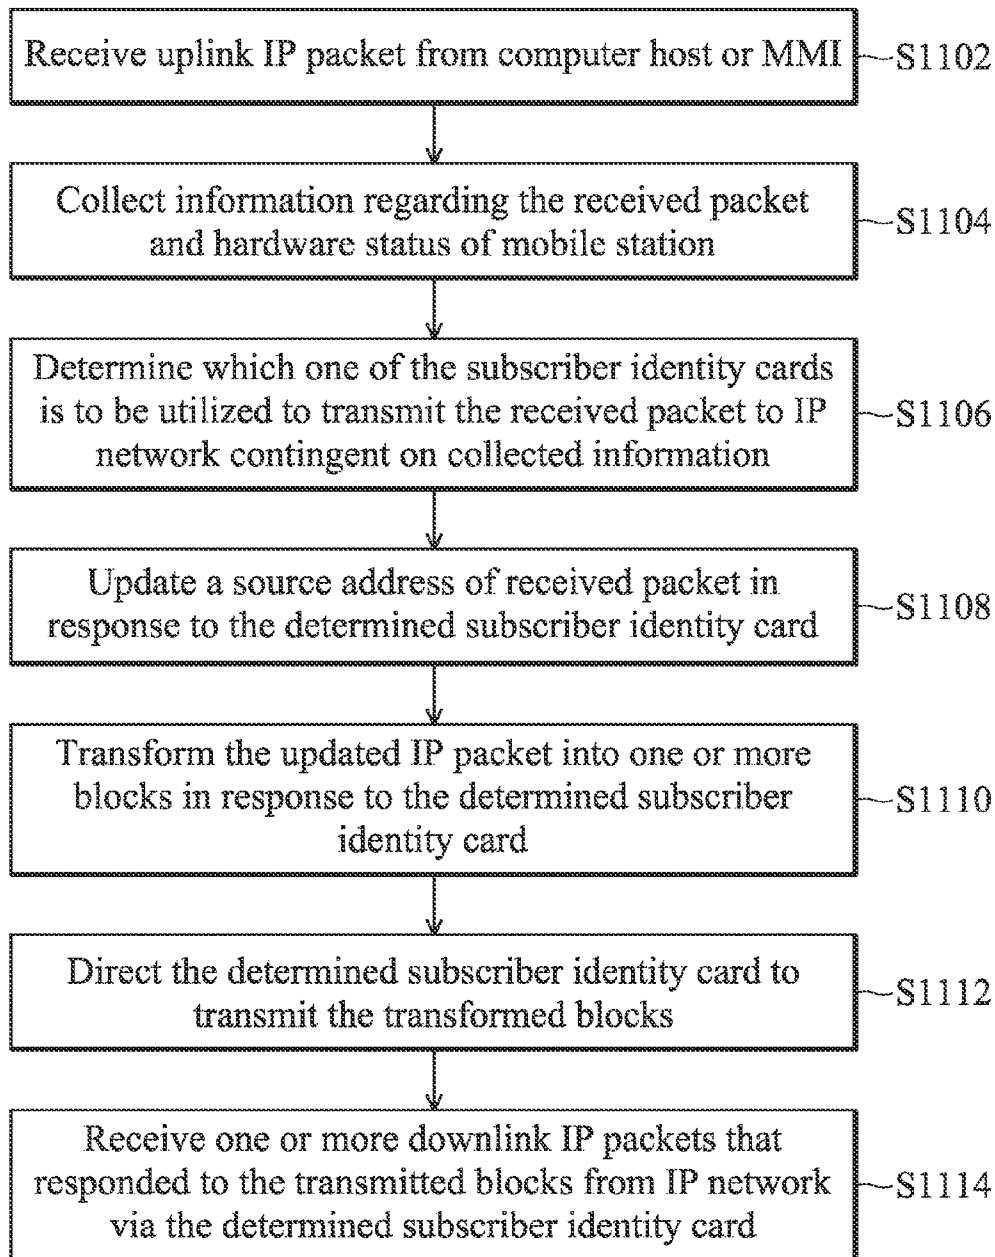 Receive uplink IP packet from computer host or MMI
S1102
Collect information regarding the received packet
and hardware status of mobile station
S1104
Determine which one of the subscriber identity cards
is to be utilized to transmit the received packet to IP
network contingent on collected information
S1106
Update a source address of received packet in
response to the determined subscriber identity card
S1108
Transform the updated IP packet into one or more
blocks in response to the determined subscriber
identity card
S1110
Direct the determined subscriber identity card to
transmit the transformed blocks
S1112
Receive one or more downlink IP packets that
responded to the transmitted blocks from IP network
via the determined subscriber identity card
S1114